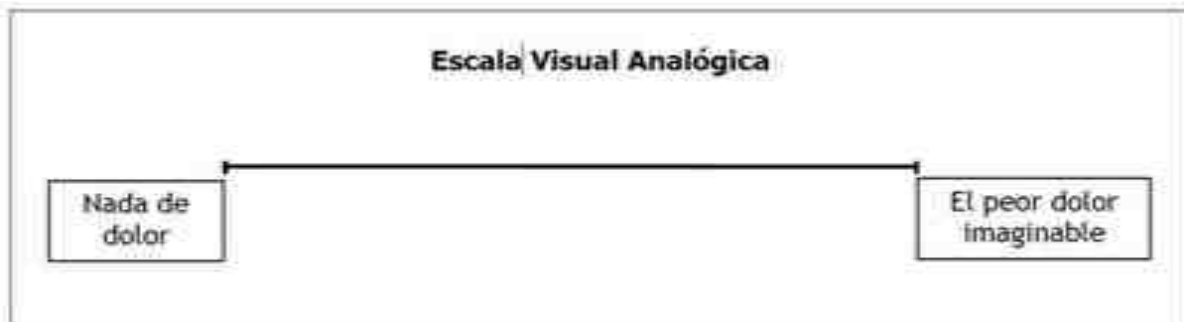 Escala Visual Analógica
Nada de
dolor
El peor dolor
imaginable